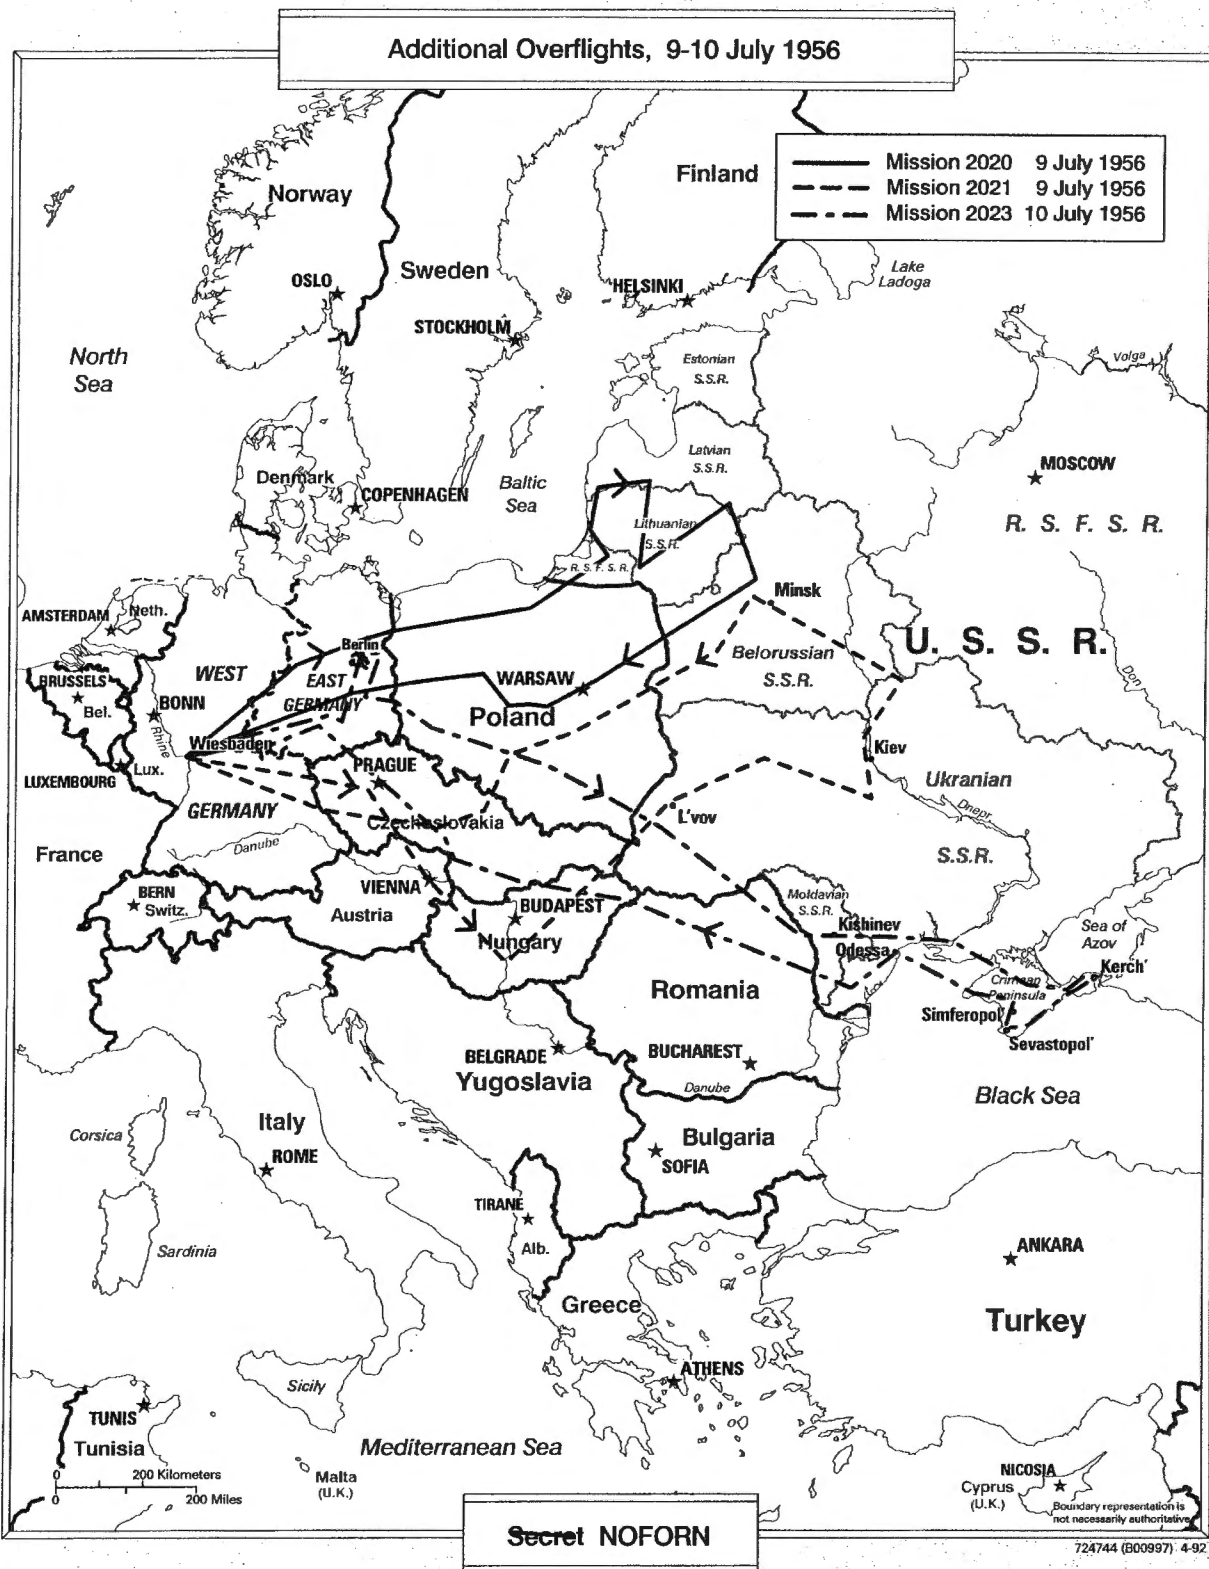 Additional Overflights, 9-10 July 1956
Mission 2020 9 July 1956
Mission 2021 9 July 1956
Mission 2023 10 July 1956
Finland
Norway
Lake
Ladoga
Sweden
OSLO
HELSINKI
STOCKHOLM
North
Sea
Estonian
S.S.R.
Volga
Latvian
S.S.R.
MOSCOW
Denmark
COPENHAGEN
Baltic
Sea
R. S. F. S. R.
Lithuanian
S.S.R.
R. S. F. S. R.
Minsk
AMSTERDAM
Neth.
Berlin
U. S. S. R.
WEST
EAST
GERMANY
Belorussian
S.S.R.
WARSAW
Don
BRUSSELS
Bel.
BONN
Rhine
Poland
Wiesbaden
Kiev
PRAGUE
LUXEMBOURG
Lux.
Ukranian
GERMANY
Czechoslovakia
L'vov
Dnepr
France
Danube
S.S.R.
BERN
Switz.
VIENNA
Austria
BUDAPEST
Moldavian
S.S.R.
Kishinev
Sea of
Azov
Hungary
Odessa
Kerch'
Crimean
Peninsula
Romania
Simferopol'
Sevastopol'
BELGRADE
BUCHAREST
Yugoslavia
Danube
Black Sea
Italy
Corsica
Bulgaria
ROME
SOFIA
TIRANE
Alb.
Sardinia
ANKARA
Greece
Turkey
ATHENS
Sicily
TUNIS
Tunisia
Mediterranean Sea
0 200 Kilometers
0 200 Miles
Malta
(U.K.)
NICOSIA
Cyprus
(U.K.)
Boundary representation is
not necessarily authoritative
Secret NOFORN
724744 (B00997) 4-92